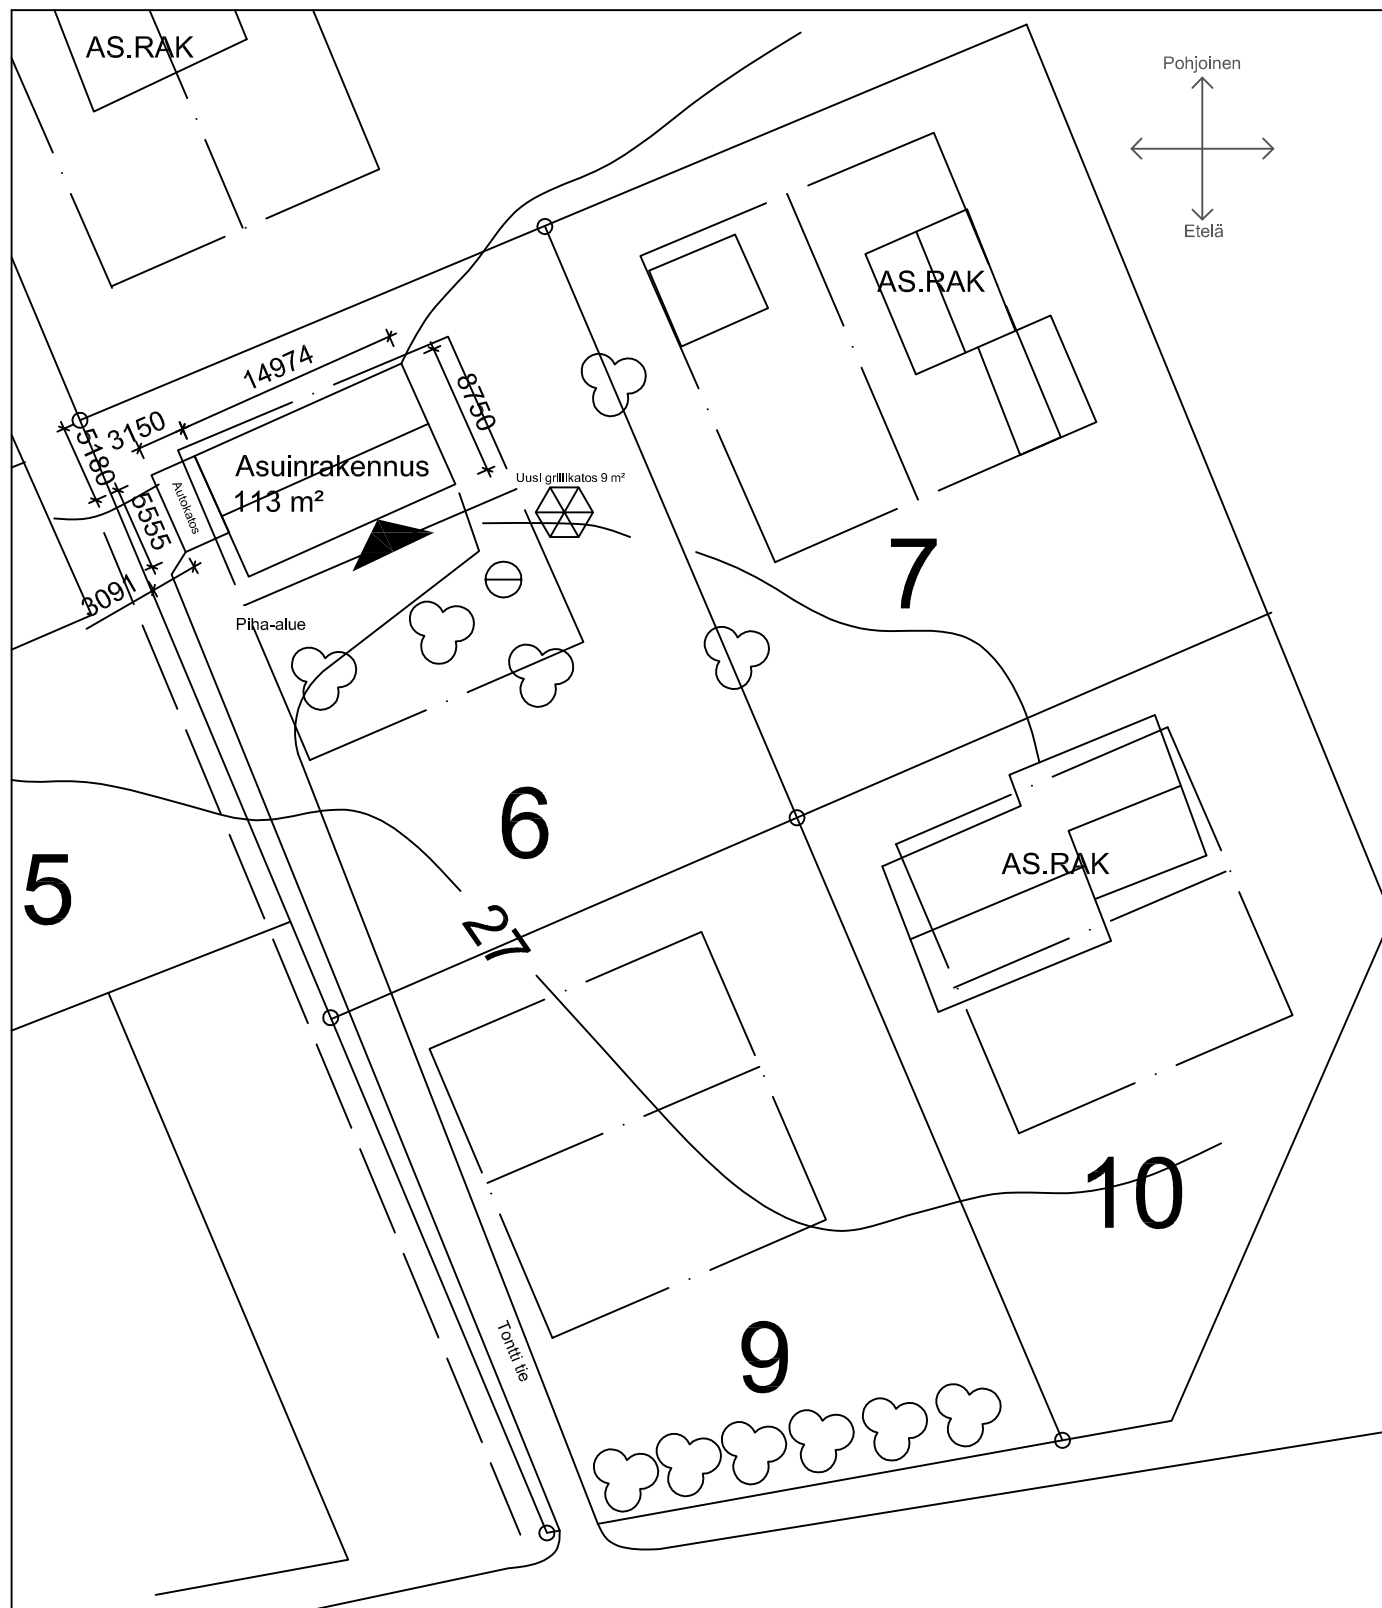 AS.RAK
Pohjoinen
Etelä
AS.RAK
14974
8750
3150
5180
Asuinrakennus
113 m²
Autokatos
5555
Uusi grillikatos 9 m²
3091
Piha-alue
7
6
5
AS.RAK
27
10
9
Tontti tie